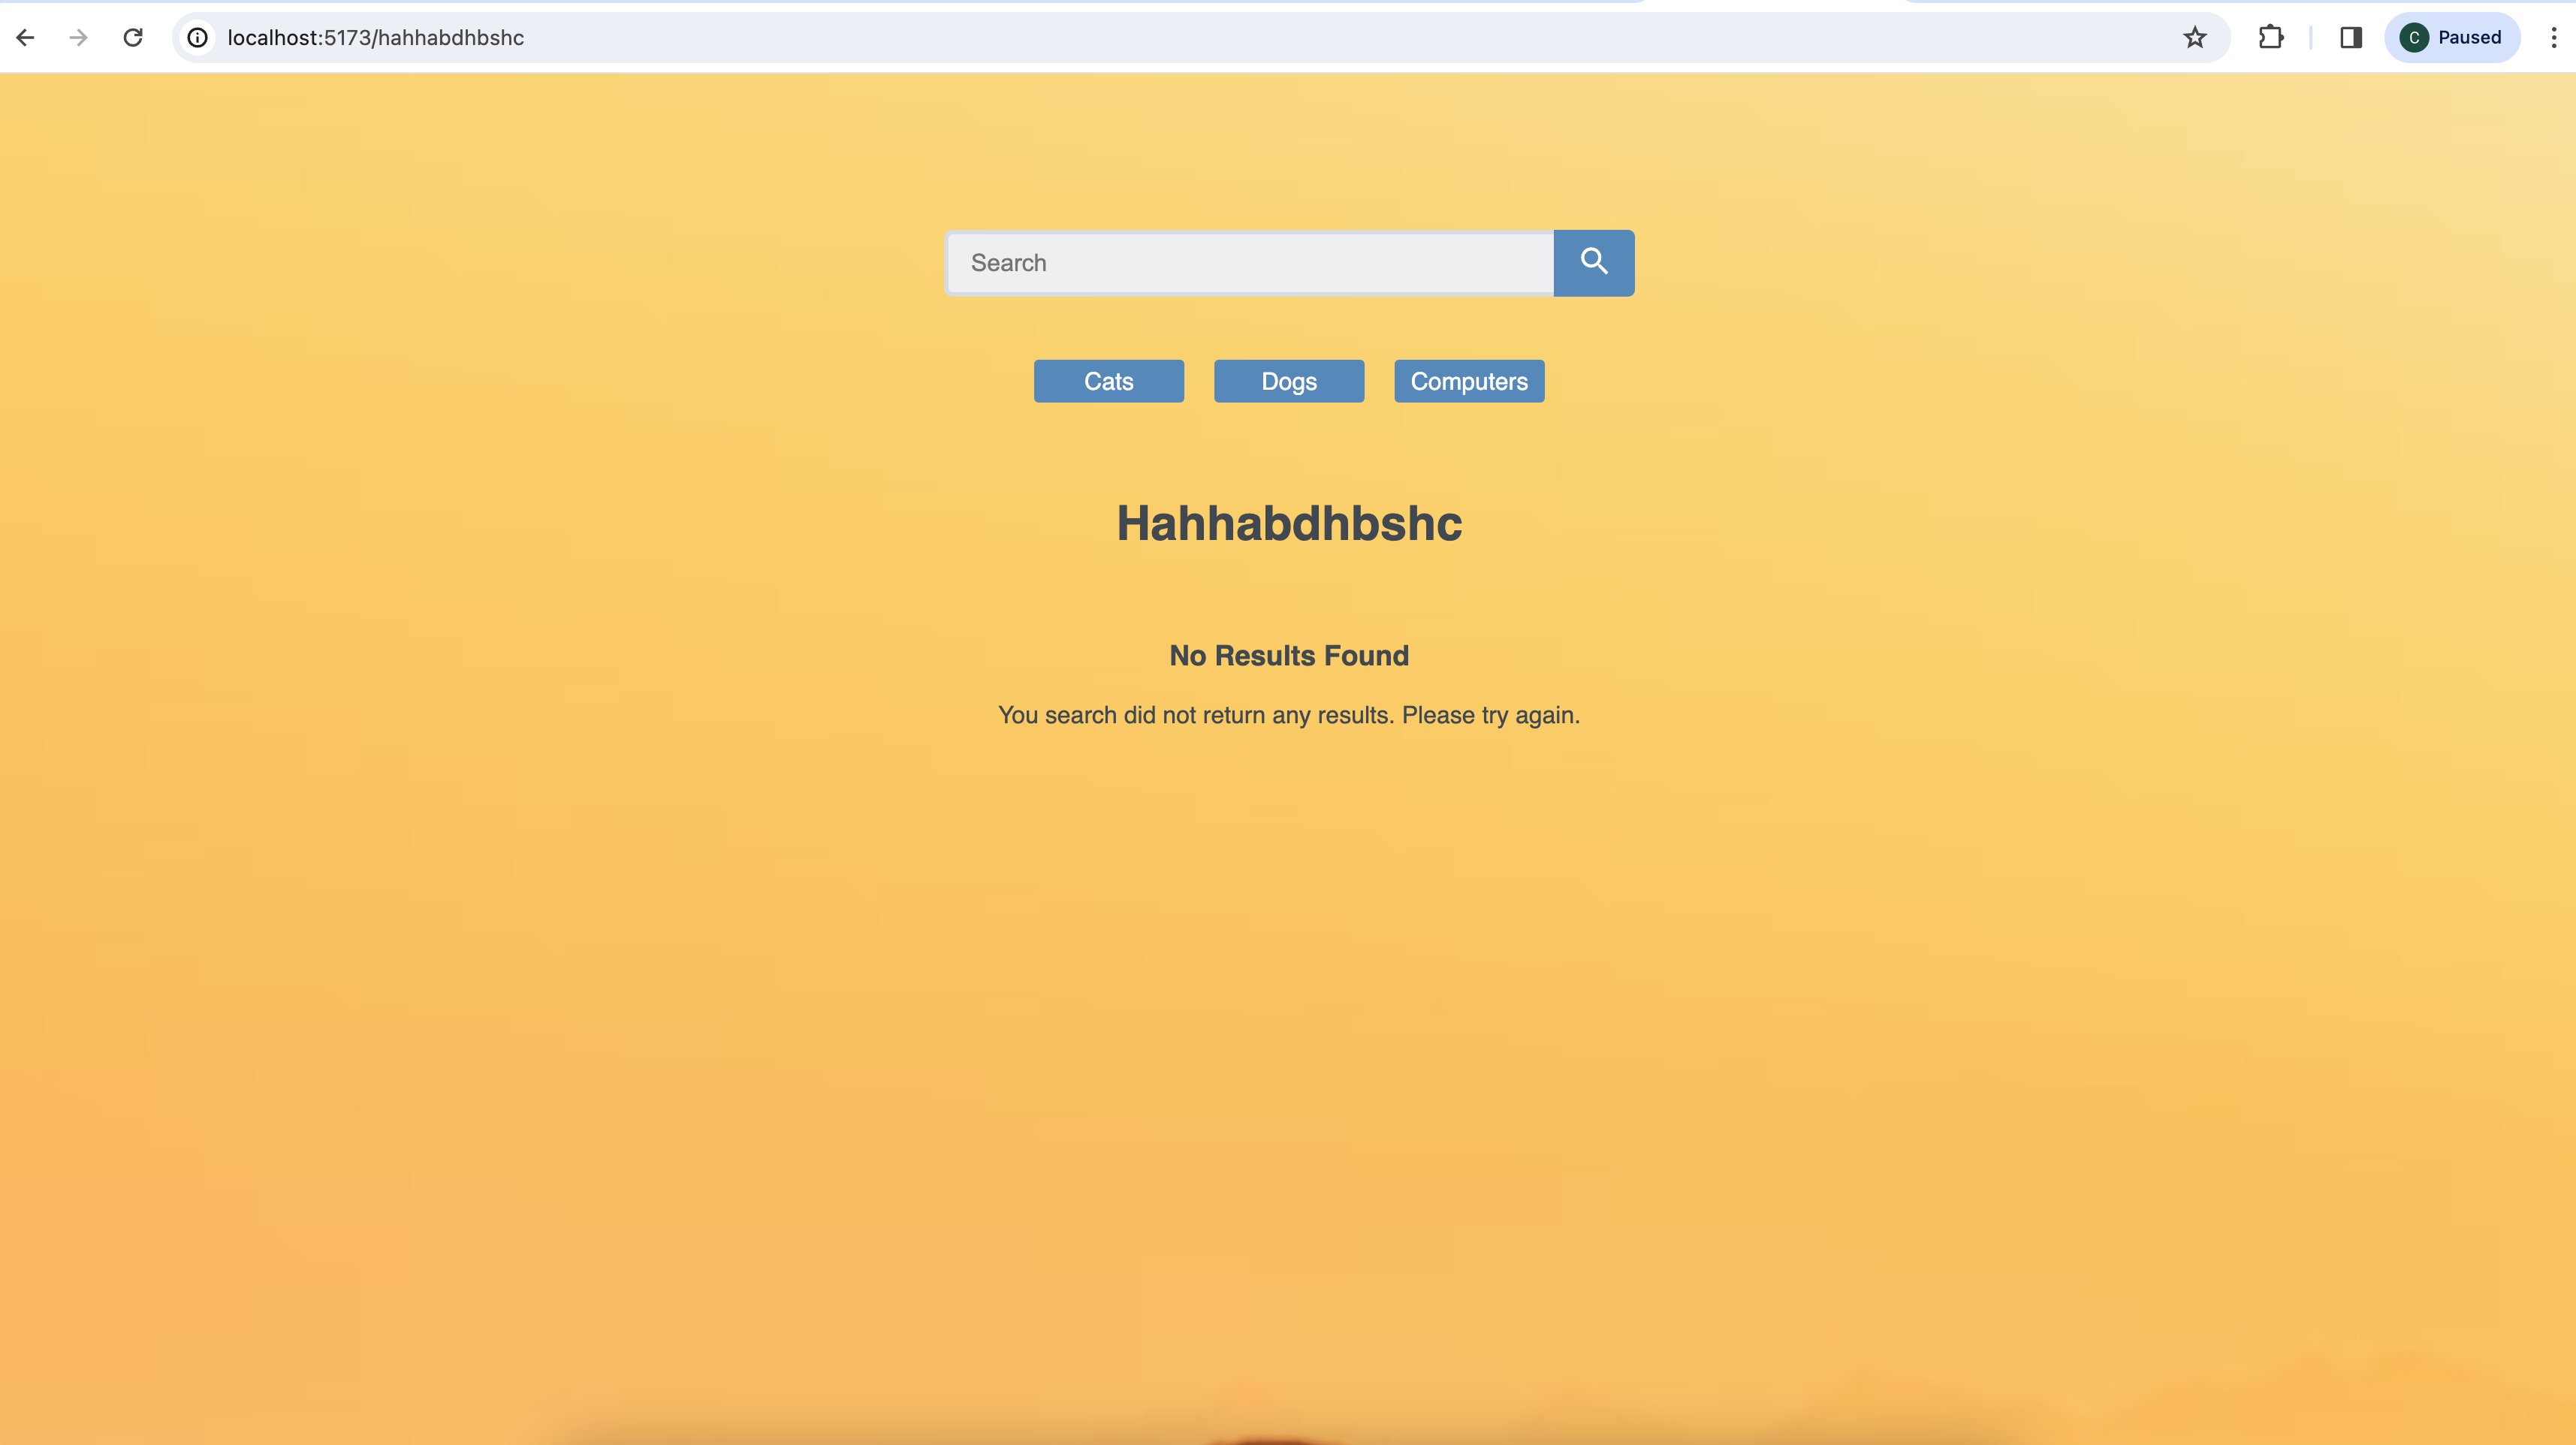 localhost:5173/hahhabdhbshc
C Paused
Search
Cats Dogs Computers
Hahhabdhbshc
No Results Found
You search did not return any results. Please try again.